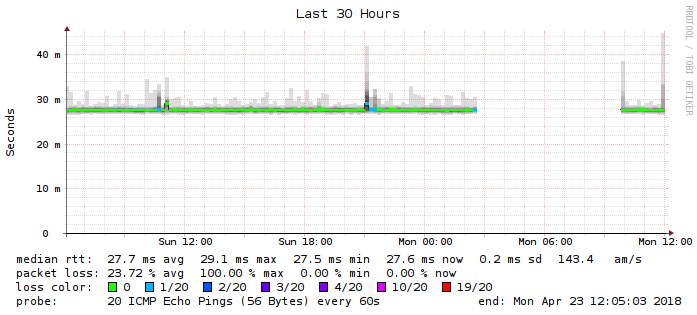 Last 30 Hours
RRDTOOL / TOBI OETIKER
Seconds
40 m
30 m
20 m
10 m
0
Sun 12:00 Sun 18:00 Mon 00:00 Mon 06:00 Mon 12:00
median rtt: 27.7 ms avg 29.1 ms max 27.5 ms min 27.6 ms now 0.2 ms sd 143.4 am/s
packet loss: 23.72 % avg 100.00 % max 0.00 % min 0.00 % now
loss color: 0 1/20 2/20 3/20 4/20 10/20 19/20
probe: 20 ICMP Echo Pings (56 Bytes) every 60s end: Mon Apr 23 12:05:03 2018